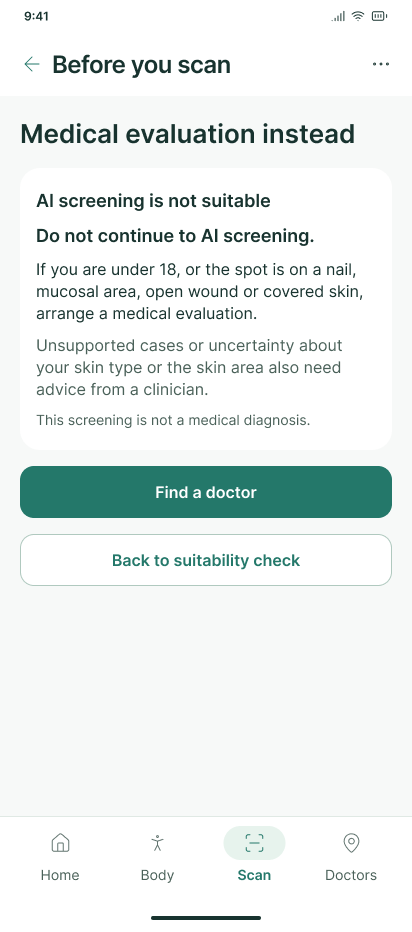 9:41
Before you scan
Medical evaluation instead
AI screening is not suitable
Do not continue to AI screening.
If you are under 18, or the spot is on a nail,
mucosal area, open wound or covered skin,
arrange a medical evaluation.
Unsupported cases or uncertainty about
your skin type or the skin area also need
advice from a clinician.
This screening is not a medical diagnosis.
Find a doctor
Back to suitability check
Home
Body
Scan
Doctors